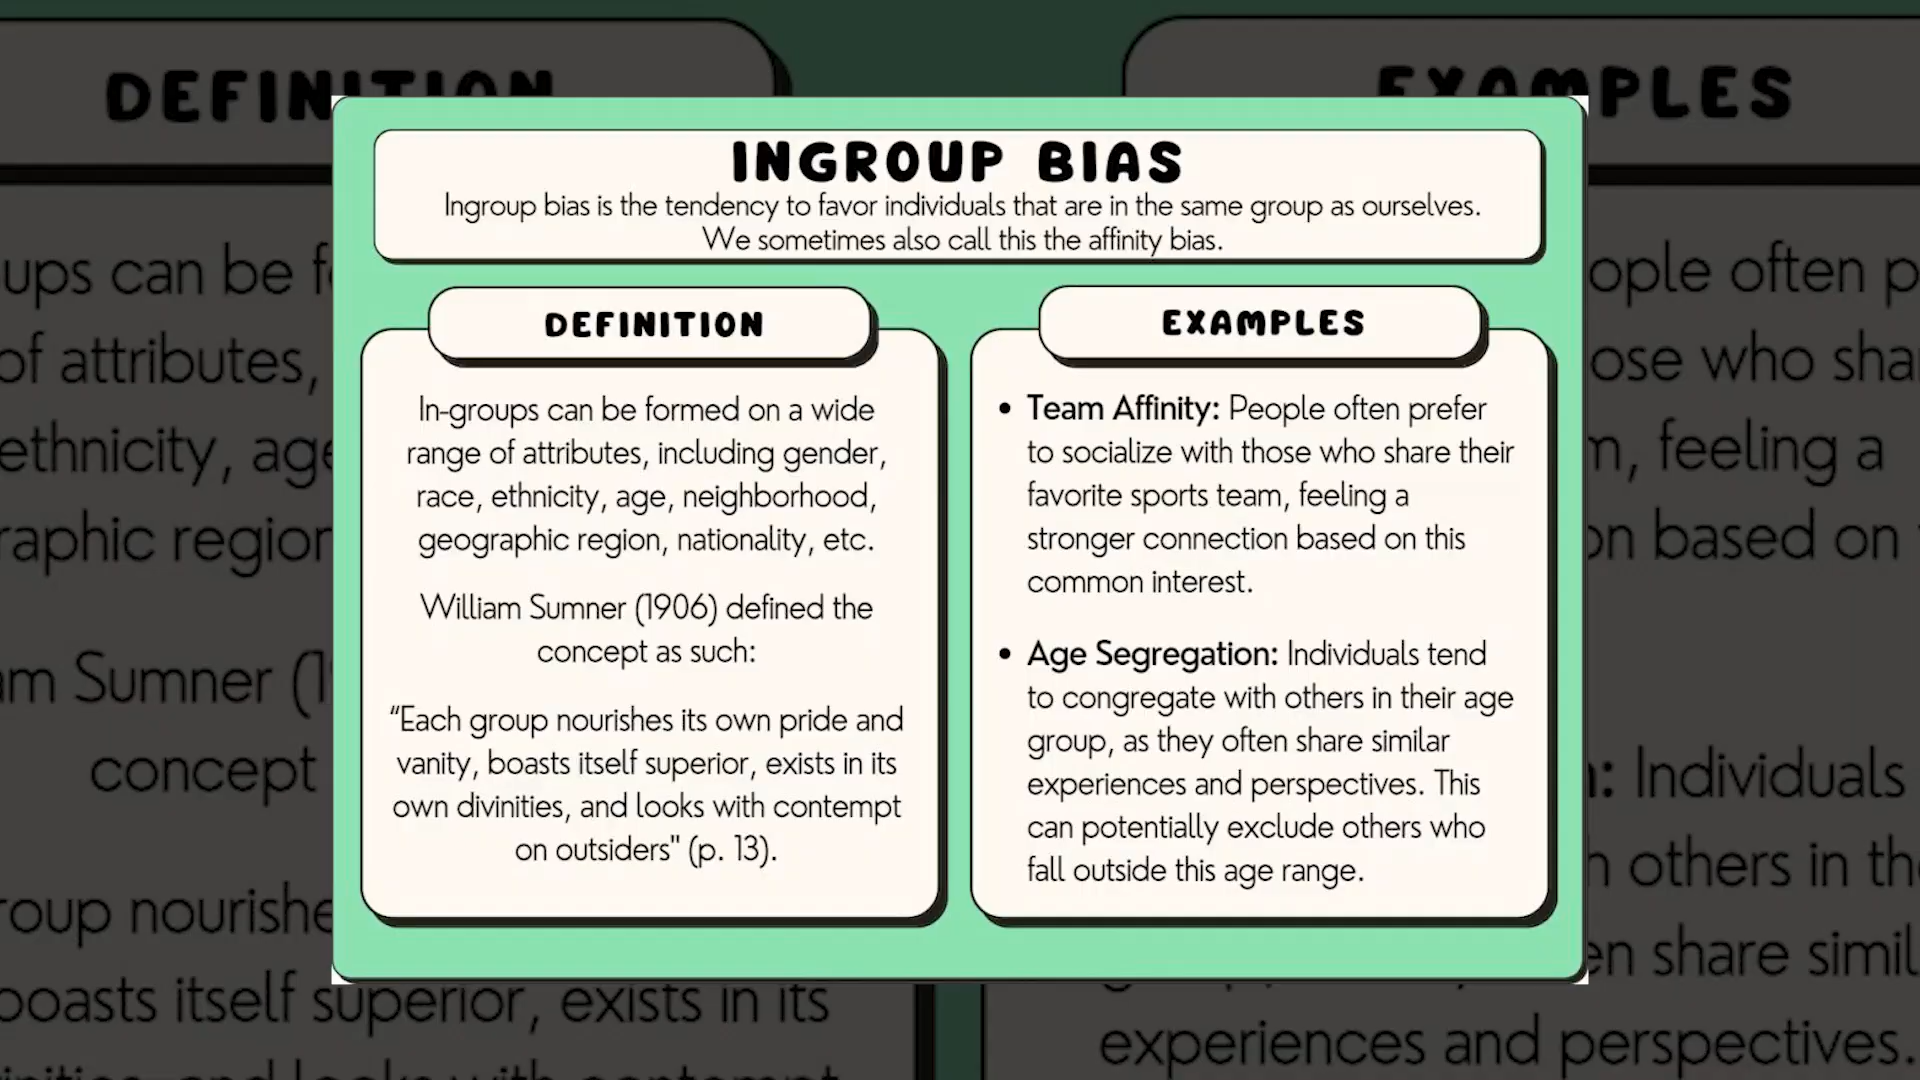 INGROUP BIAS
Ingroup bias is the tendency to favor individuals that are in the same group as ourselves.
We sometimes also call this the affinity bias.
DEFINITION
In-groups can be formed on a wide
range of attributes, including gender,
race, ethnicity, age, neighborhood,
geographic region, nationality, etc.
William Sumner (1906) defined the
concept as such:
“Each group nourishes its own pride and
vanity, boasts itself superior, exists in its
own divinities, and looks with contempt
on outsiders" (p. 13).
EXAMPLES
• Team Affinity: People often prefer
to socialize with those who share their
favorite sports team, feeling a
stronger connection based on this
common interest.
• Age Segregation: Individuals tend
to congregate with others in their age
group, as they often share similar
experiences and perspectives. This
can potentially exclude others who
fall outside this age range.